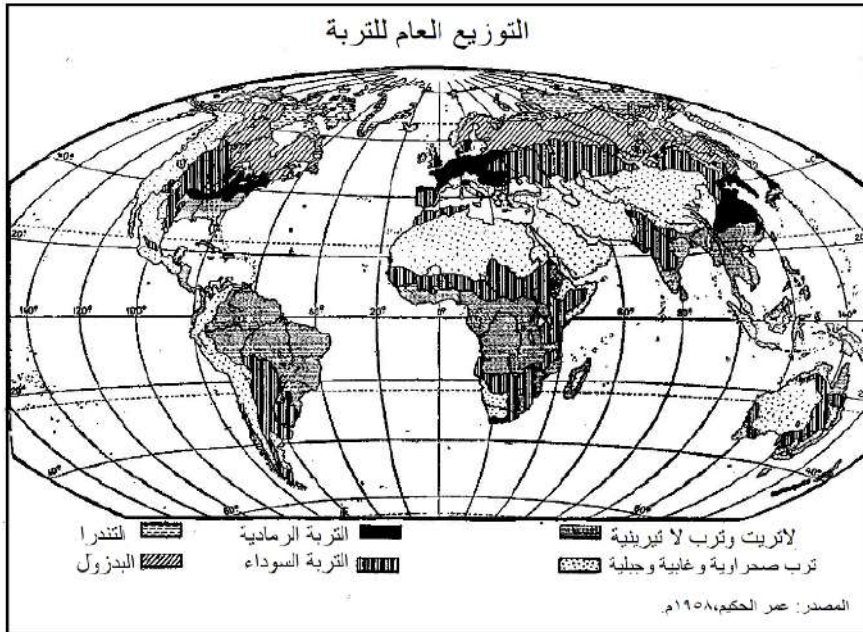 التوزيع العام للتربة
لاتريت وترب لا تيريتية
التربة الرمادية
التندرا
ترب صحراوية وغابية وجبلية
التربة السوداء
البدزول
المصدر: عمر الحكيم،١٩٥٨م.